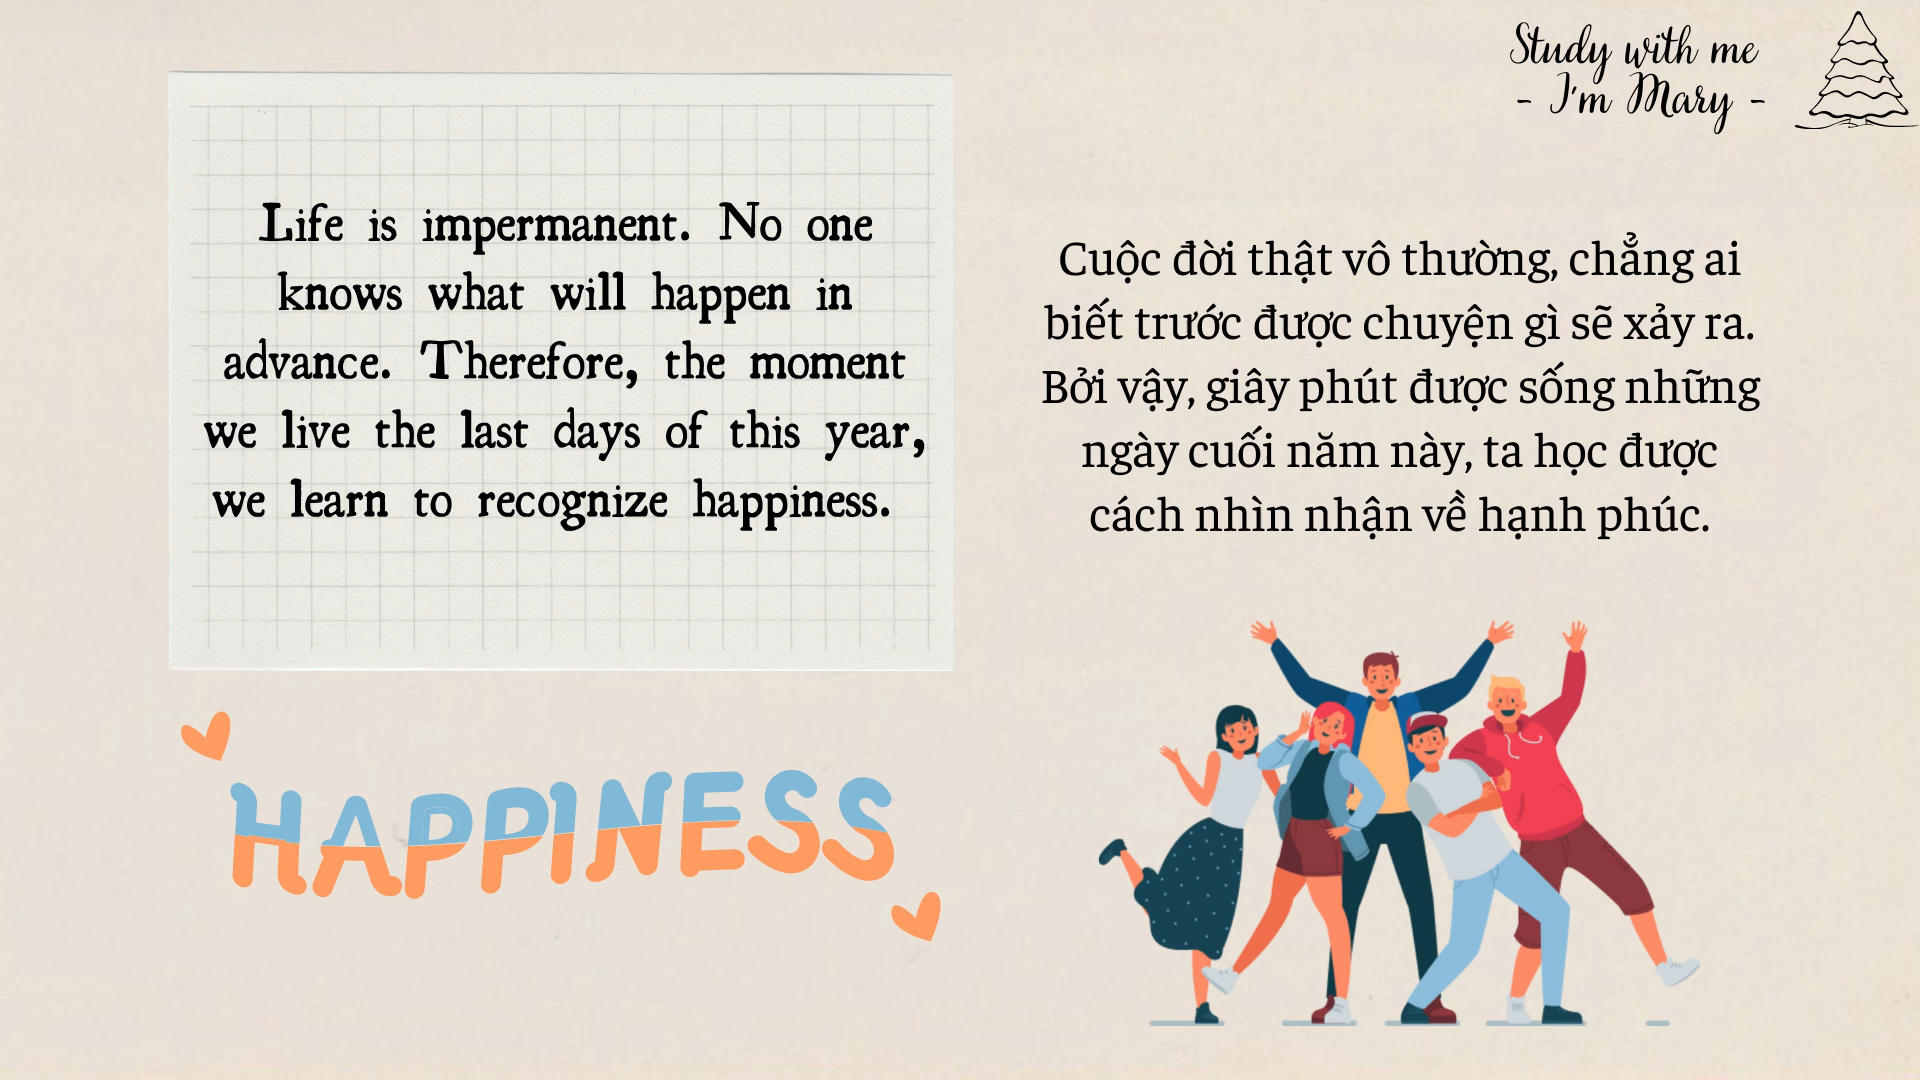 Study with me
- I'm Mary -
Life is impermanent. No one
knows what will happen in
advance. Therefore, the moment
we live the last days of this year,
we learn to recognize happiness.
Cuộc đời thật vô thường, chẳng ai
biết trước được chuyện gì sẽ xảy ra.
Bởi vậy, giây phút được sống những
ngày cuối năm này, ta học được
cách nhìn nhận về hạnh phúc.
HAPPINESS